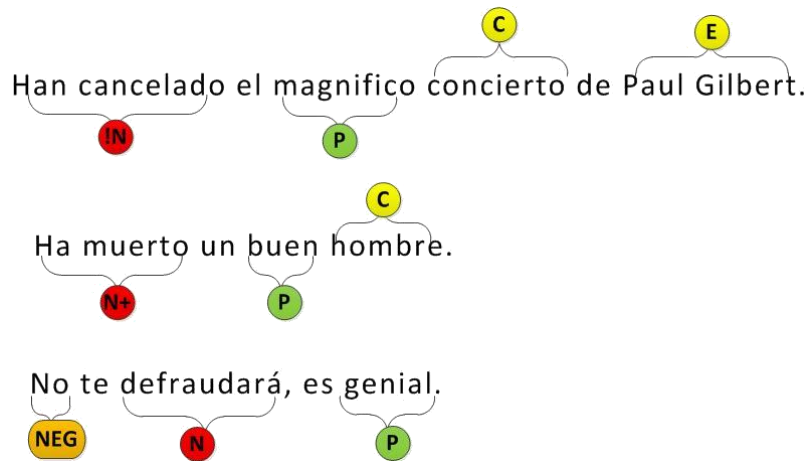 C E
Han cancelado el magnifico concierto de Paul Gilbert.
!N P
C
Ha muerto un buen hombre.
N+ P
No te defraudará, es genial.
NEG N P